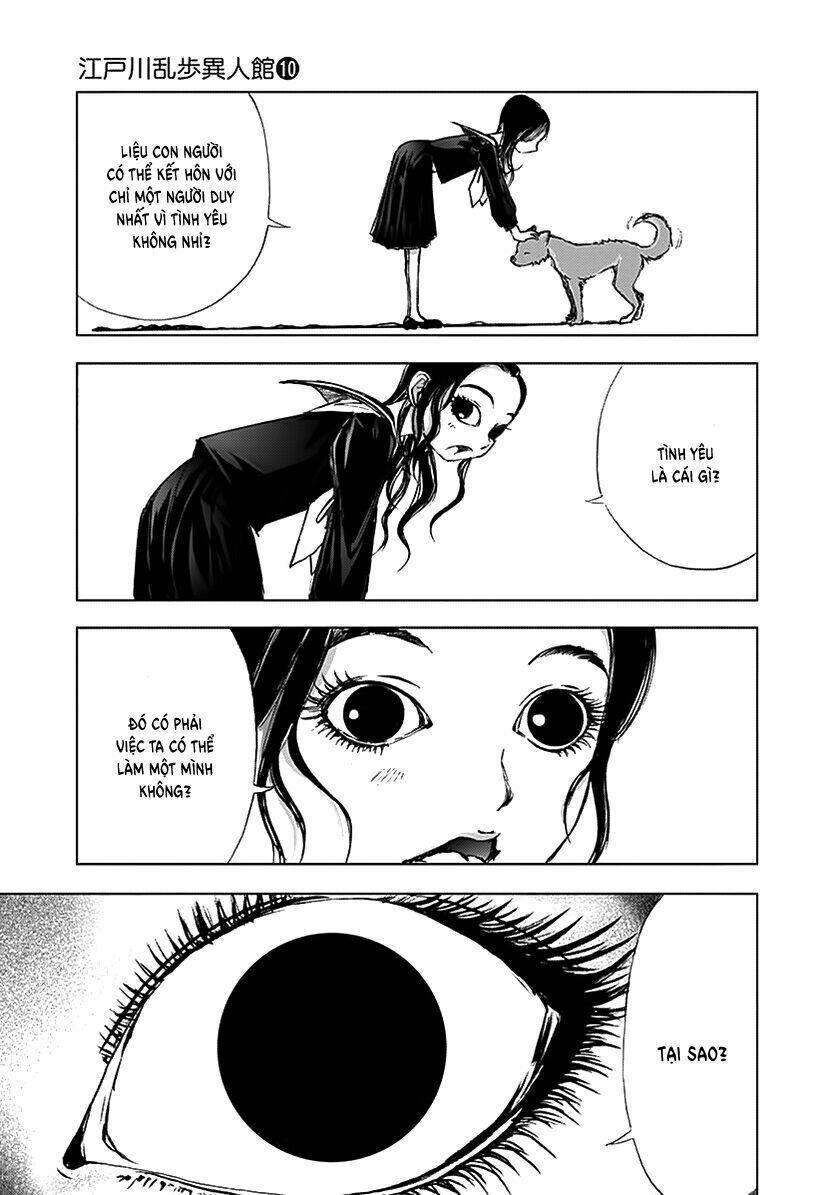 江戸川乱歩異人館❿
LIỆU CON NGƯỜI
CÓ THỂ KẾT HÔN VỚI
CHỈ MỘT NGƯỜI DUY
NHẤT VÌ TÌNH YÊU
KHÔNG NHỈ?
TÌNH YÊU
LÀ CÁI GÌ?
ĐÓ CÓ PHẢI
VIỆC TA CÓ THỂ
LÀM MỘT MÌNH
KHÔNG?
TẠI SAO?